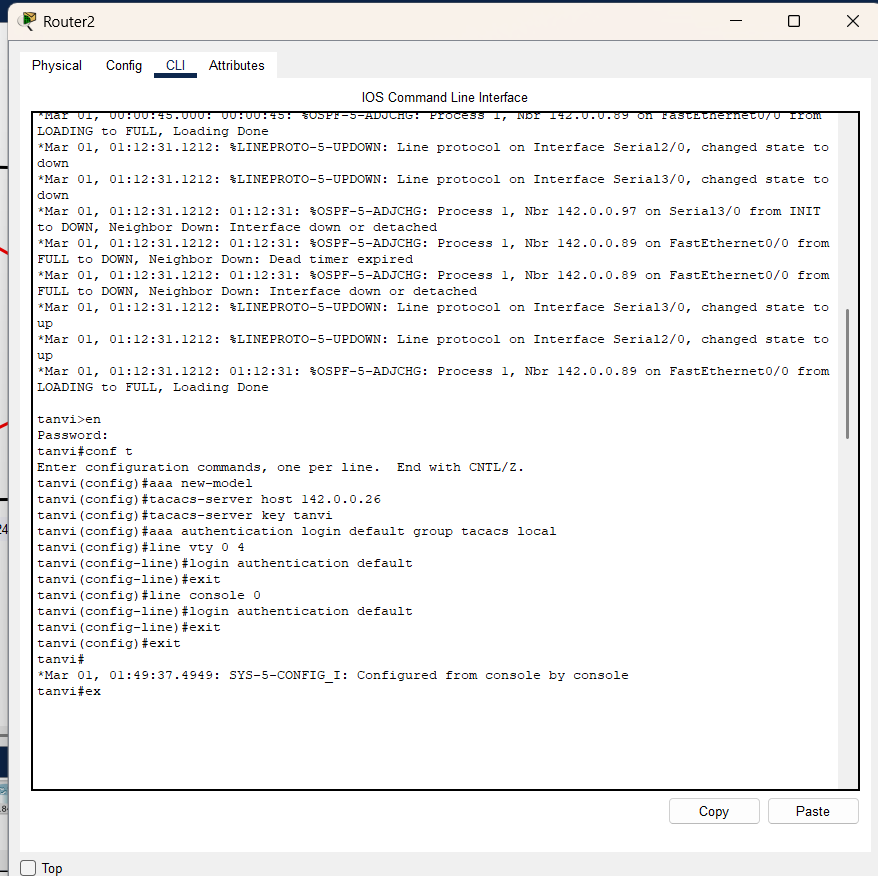 Router2
Physical
Config
CLI
Attributes
IOS Command Line Interface
*Mar 01, 00:00:45.000: 00:00:45: %OSPF-5-ADJCHG: Process 1, Nbr 142.0.0.89 on FastEthernet0/0 from
LOADING to FULL, Loading Done
*Mar 01, 01:12:31.1212: %LINEPROTO-5-UPDOWN: Line protocol on Interface Serial2/0, changed state to
down
*Mar 01, 01:12:31.1212: %LINEPROTO-5-UPDOWN: Line protocol on Interface Serial3/0, changed state to
down
*Mar 01, 01:12:31.1212: 01:12:31: %OSPF-5-ADJCHG: Process 1, Nbr 142.0.0.97 on Serial3/0 from INIT
to DOWN, Neighbor Down: Interface down or detached
*Mar 01, 01:12:31.1212: 01:12:31: %OSPF-5-ADJCHG: Process 1, Nbr 142.0.0.89 on FastEthernet0/0 from
FULL to DOWN, Neighbor Down: Dead timer expired
*Mar 01, 01:12:31.1212: 01:12:31: %OSPF-5-ADJCHG: Process 1, Nbr 142.0.0.89 on FastEthernet0/0 from
FULL to DOWN, Neighbor Down: Interface down or detached
*Mar 01, 01:12:31.1212: %LINEPROTO-5-UPDOWN: Line protocol on Interface Serial3/0, changed state to
up
*Mar 01, 01:12:31.1212: %LINEPROTO-5-UPDOWN: Line protocol on Interface Serial2/0, changed state to
up
*Mar 01, 01:12:31.1212: 01:12:31: %OSPF-5-ADJCHG: Process 1, Nbr 142.0.0.89 on FastEthernet0/0 from
LOADING to FULL, Loading Done
tanvi>en
Password:
tanvi#conf t
Enter configuration commands, one per line.  End with CNTL/Z.
tanvi(config)#aaa new-model
tanvi(config)#tacacs-server host 142.0.0.26
tanvi(config)#tacacs-server key tanvi
tanvi(config)#aaa authentication login default group tacacs local
tanvi(config)#line vty 0 4
tanvi(config-line)#login authentication default
tanvi(config-line)#exit
tanvi(config)#line console 0
tanvi(config-line)#login authentication default
tanvi(config-line)#exit
tanvi(config)#exit
tanvi#
*Mar 01, 01:49:37.4949: SYS-5-CONFIG_I: Configured from console by console
tanvi#ex
Copy
Paste
Top